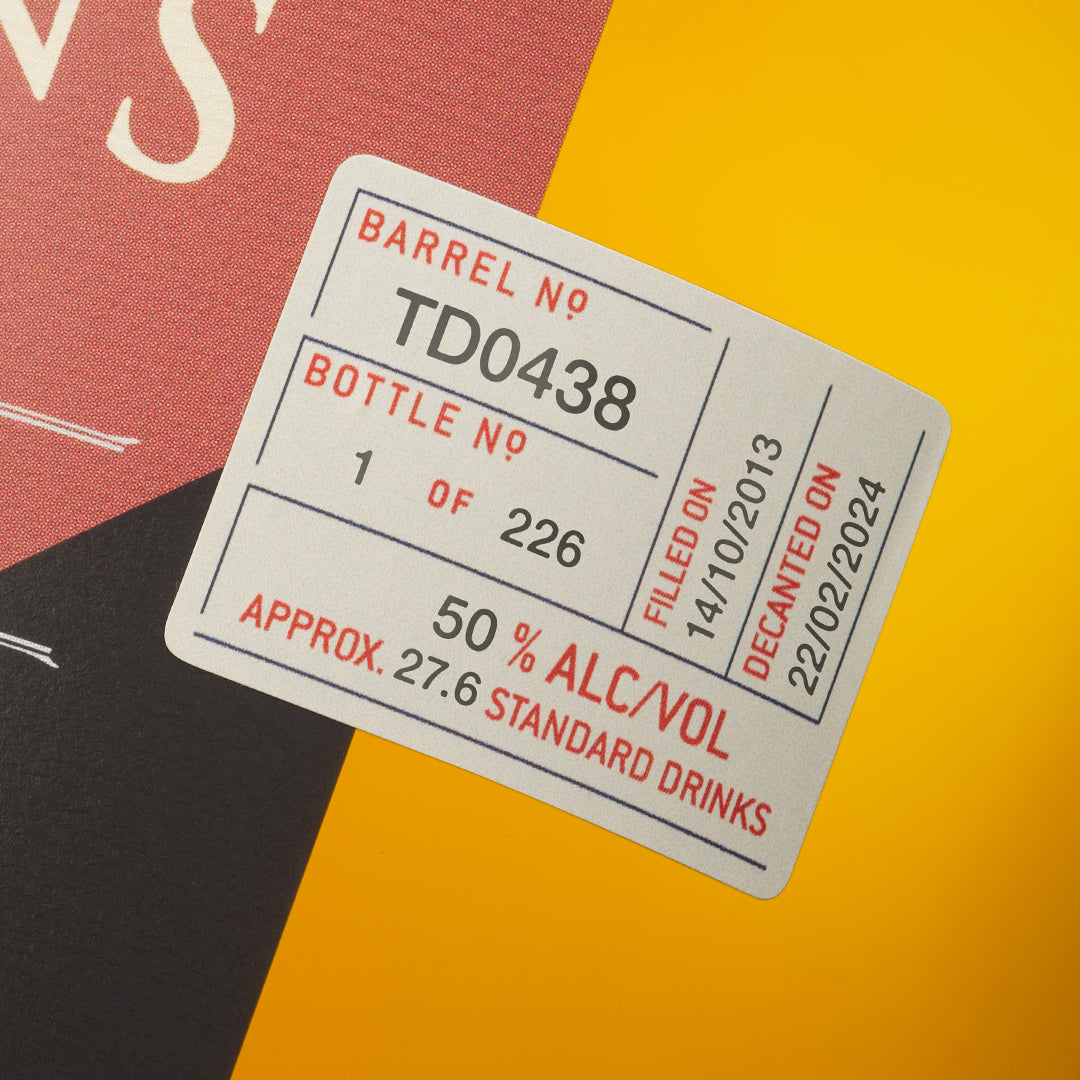 NS
BARREL Nº
TD0438
BOTTLE Nº
1 OF 226
FILLED ON
14/10/2013
DECANTED ON
22/02/2024
50 % ALC/VOL
APPROX. 27.6 STANDARD DRINKS